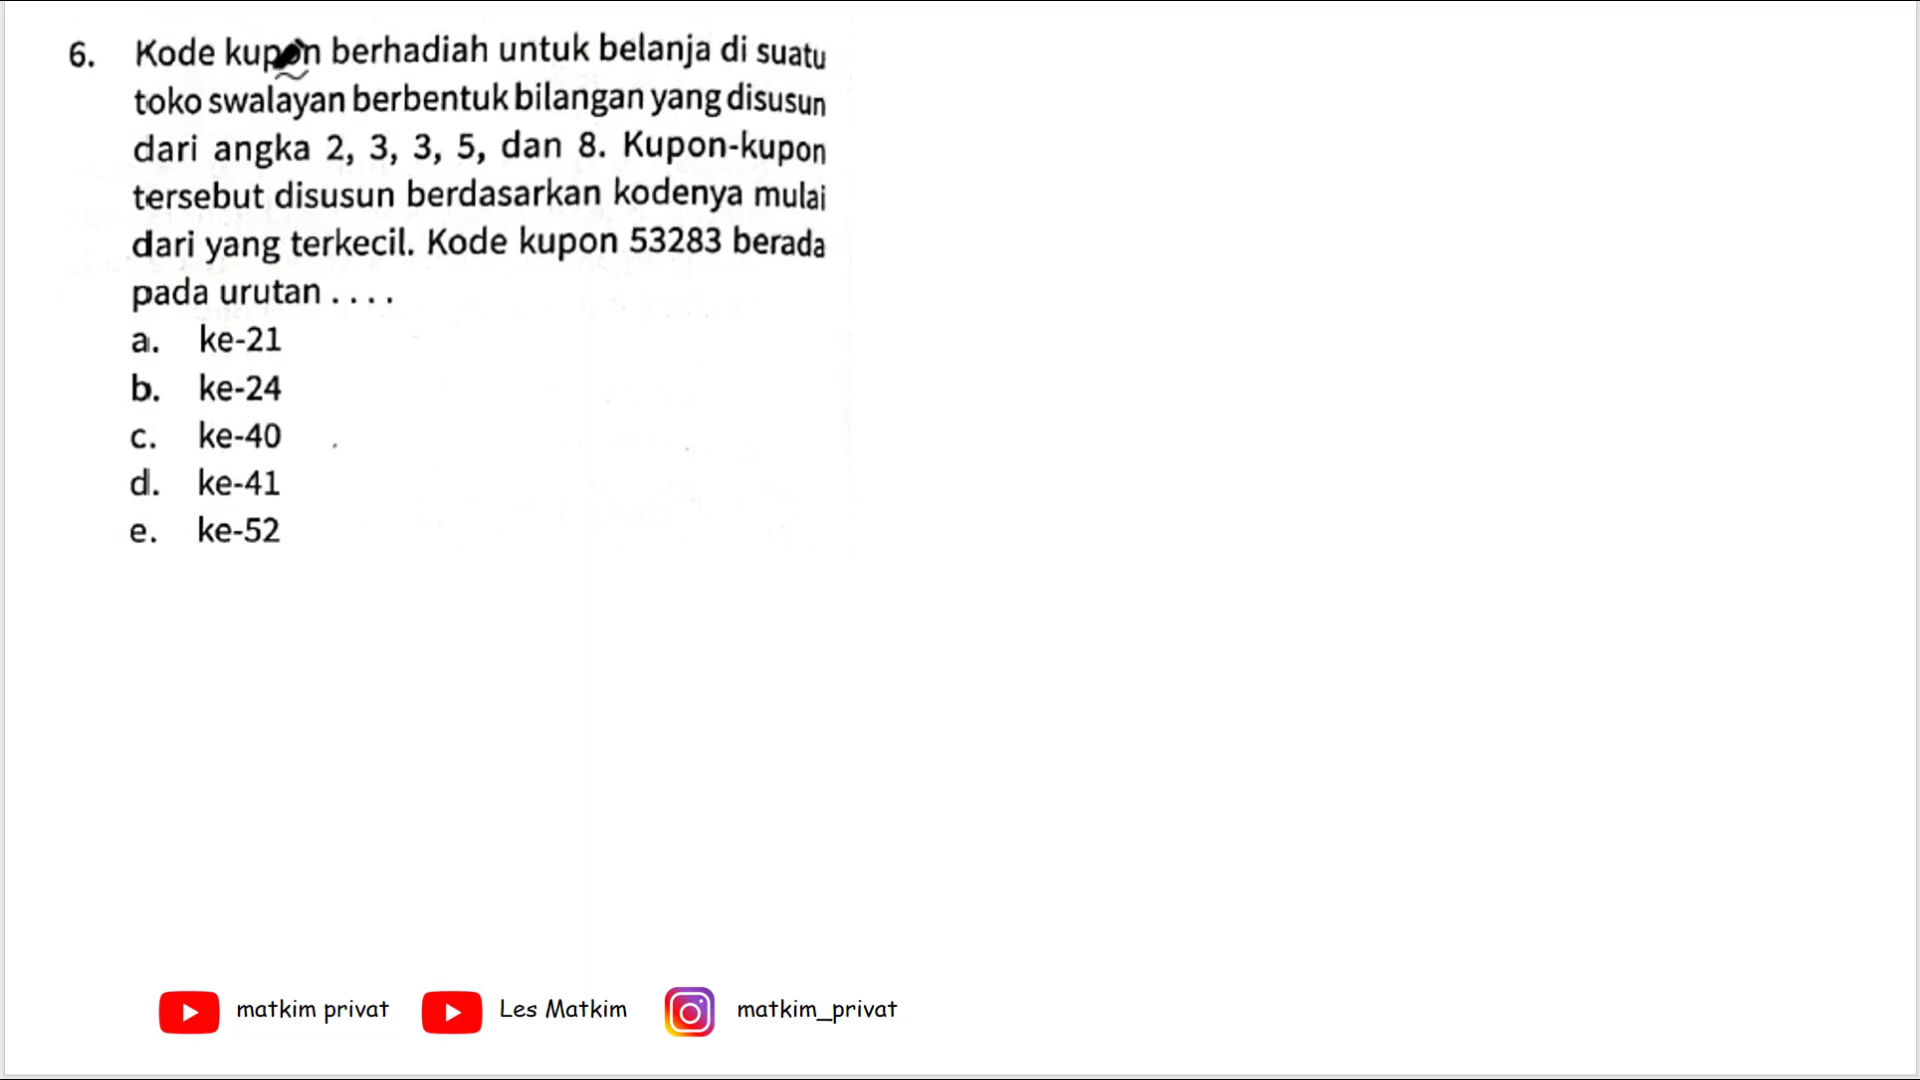 6. Kode kupon berhadiah untuk belanja di suatu
toko swalayan berbentuk bilangan yang disusun
dari angka 2, 3, 3, 5, dan 8. Kupon-kupon
tersebut disusun berdasarkan kodenya mulai
dari yang terkecil. Kode kupon 53283 berada
pada urutan . . . .
a. ke-21
b. ke-24
c. ke-40
d. ke-41
e. ke-52
matkim privat Les Matkim matkim_privat